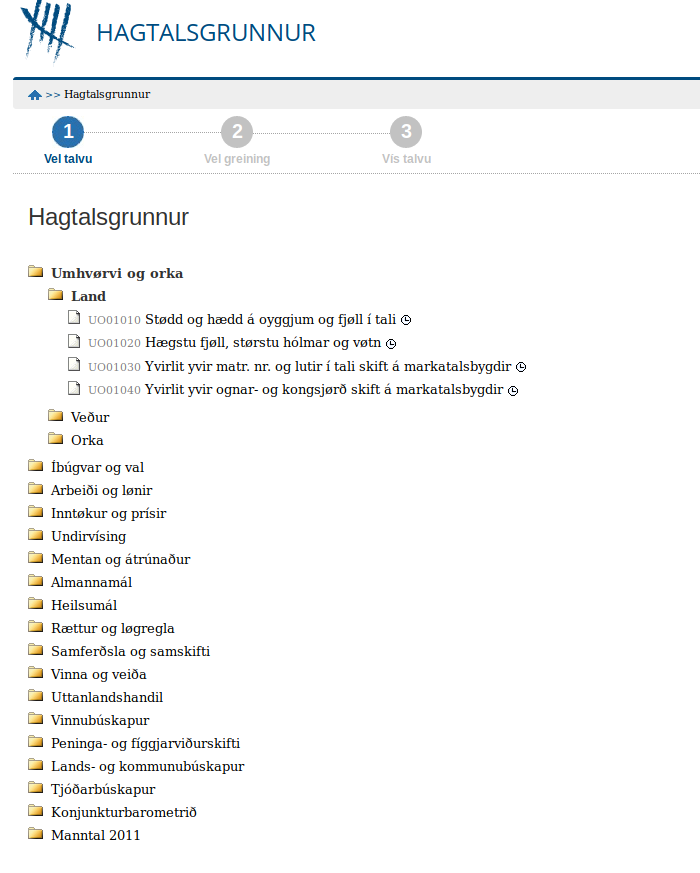 HAGTALSGRUNNUR
>> Hagtalsgrunnur
1 2 3
Vel talvu Vel greining Vís talvu
Hagtalsgrunnur
Umhvørvi og orka
Land
UO01010 Stødd og hædd á oyggjum og fjøll í tali
UO01020 Hægstu fjøll, størstu hólmar og vøtn
UO01030 Yvirlit yvir matr. nr. og lutir í tali skift á markatalsbygdir
UO01040 Yvirlit yvir ognar- og kongsjørð skift á markatalsbygdir
Veður
Orka
Íbúgvar og val
Arbeiði og lønir
Inntøkur og prísir
Undirvísing
Mentan og átrúnaður
Almannamál
Heilsumál
Rættur og løgregla
Samferðsla og samskifti
Vinna og veiða
Uttanlandshandil
Vinnubúskapur
Peninga- og fíggjarviðurskifti
Lands- og kommunubúskapur
Tjóðarbúskapur
Konjunkturbarometrið
Manntal 2011